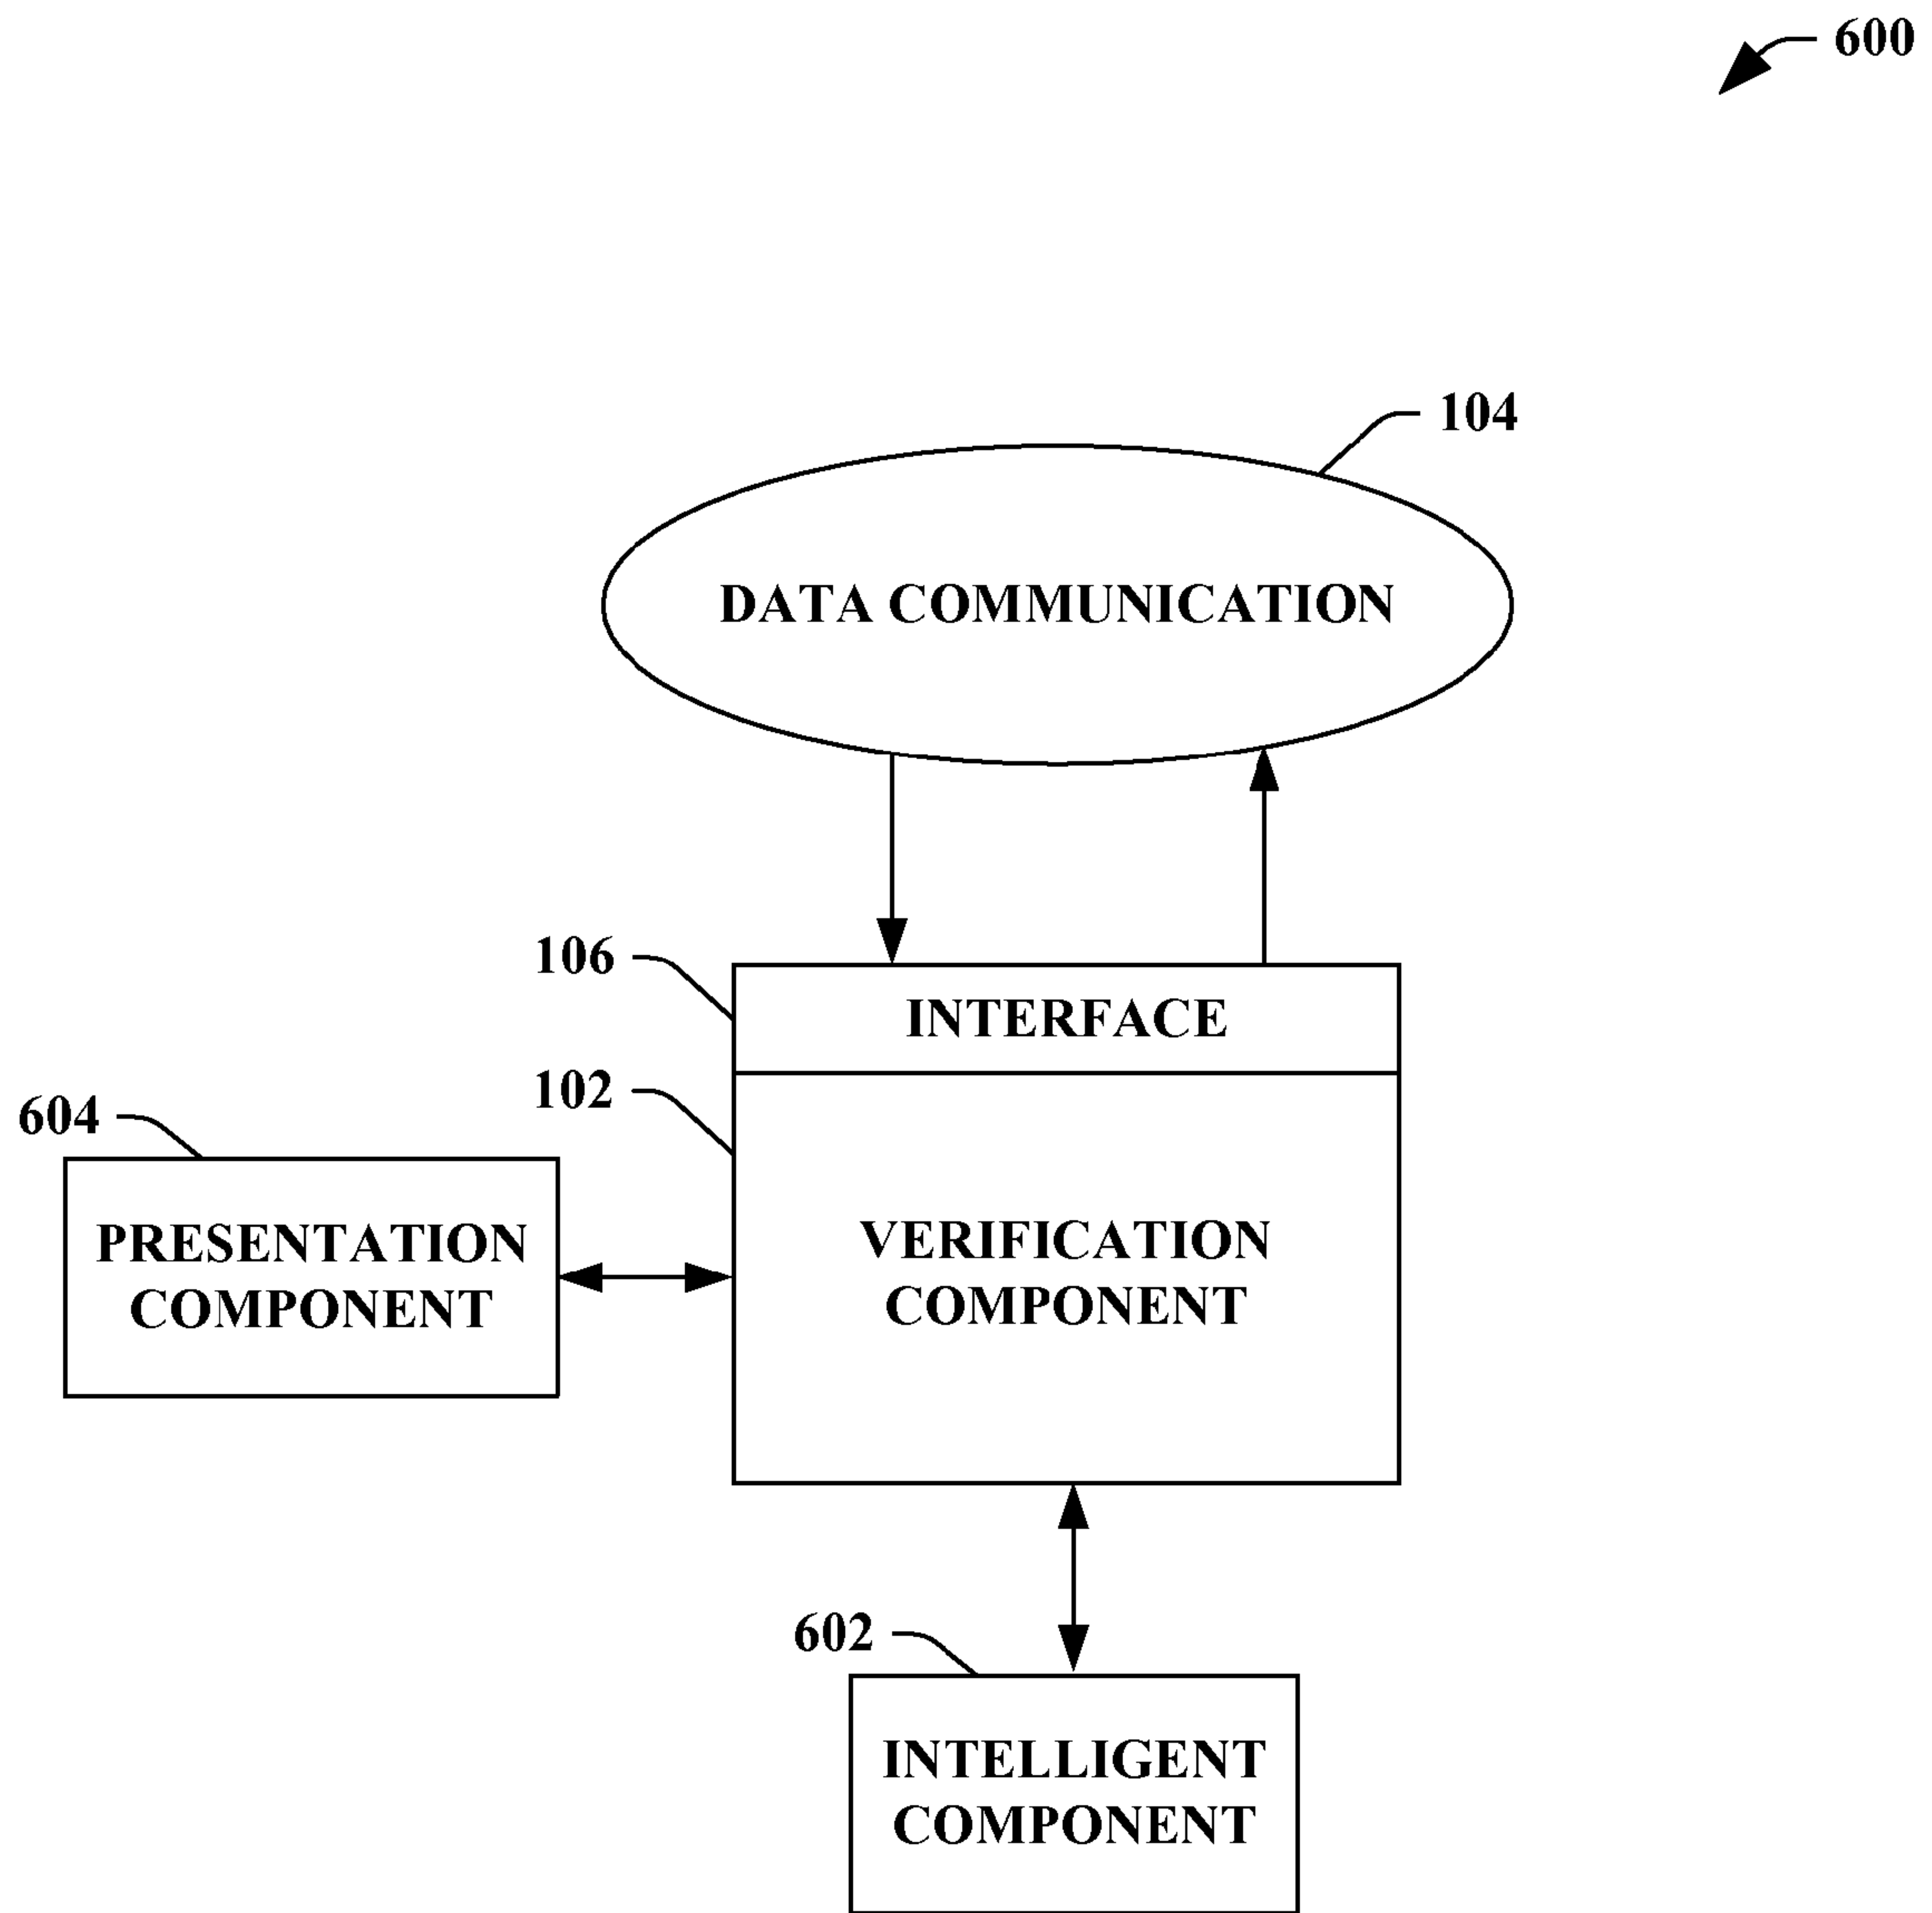 600
104
DATA COMMUNICATION
106
INTERFACE
102
604
PRESENTATION
COMPONENT
VERIFICATION
COMPONENT
602
INTELLIGENT
COMPONENT